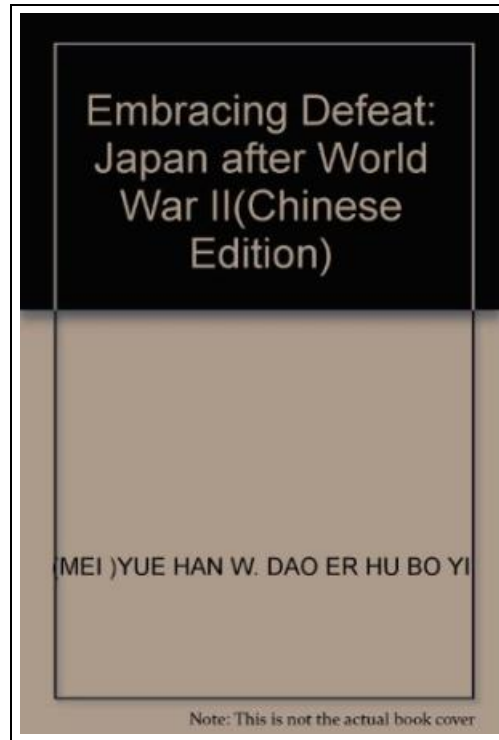 Embracing Defeat:
Japan after World
War II(Chinese
Edition)
(MEI )YUE HAN W. DAO ER HU BO YI
Note: This is not the actual book cover